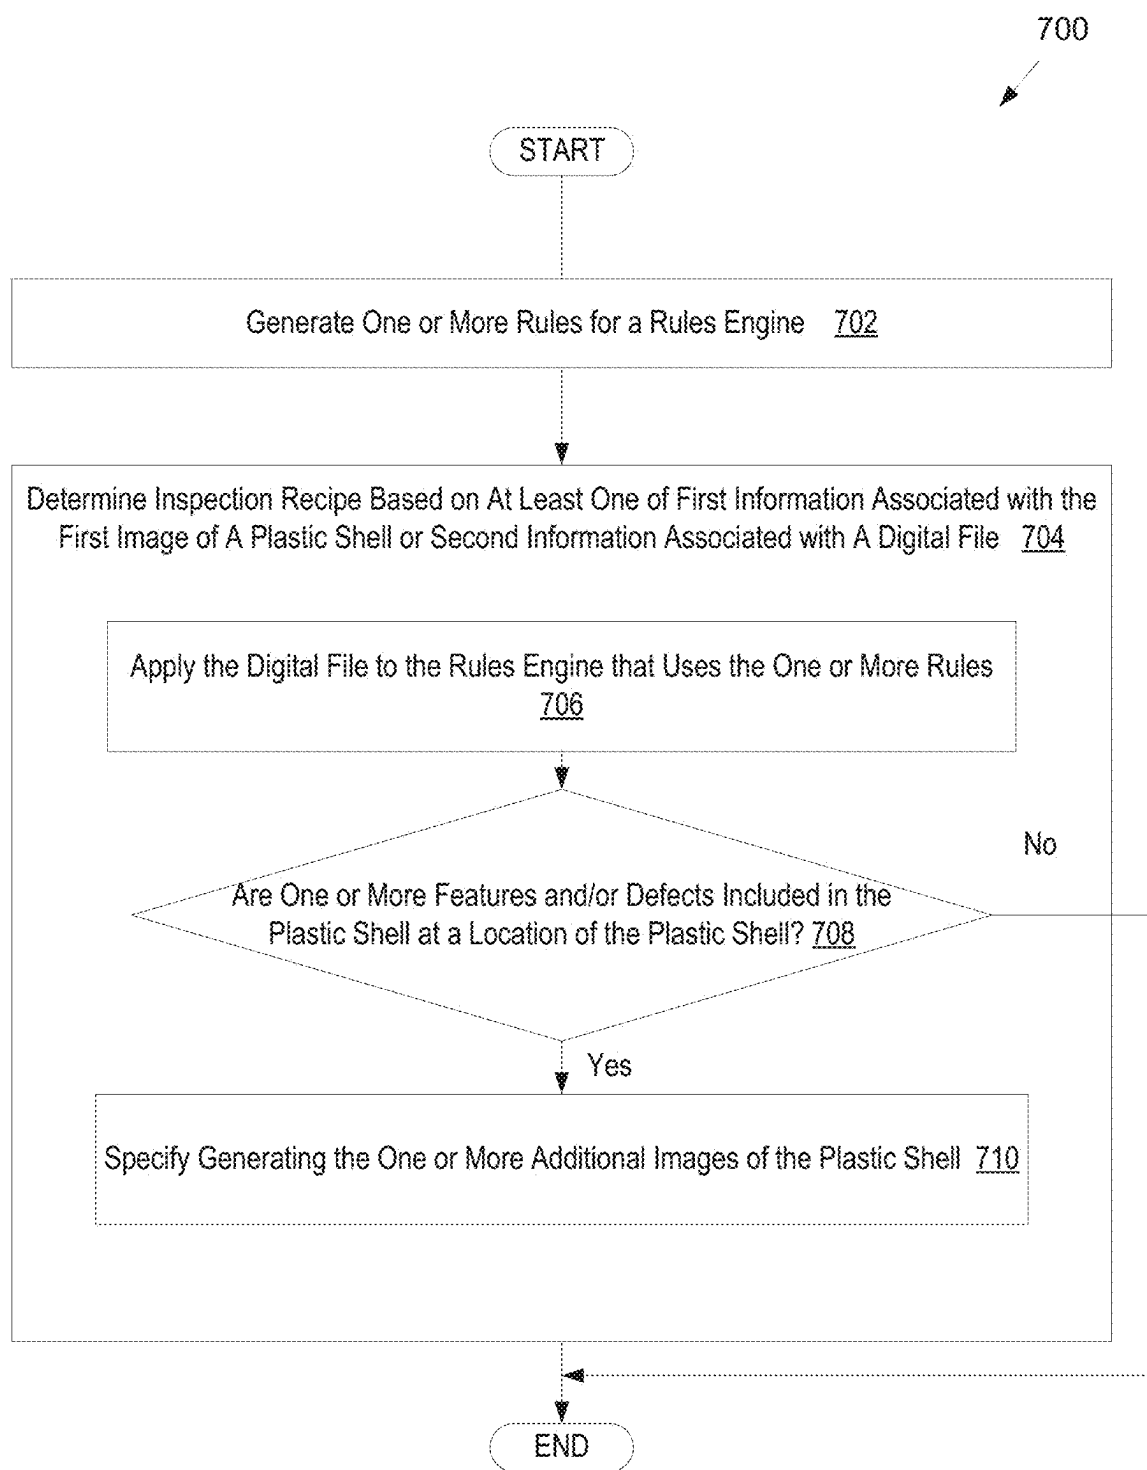 700
START
Generate One or More Rules for a Rules Engine 702
Determine Inspection Recipe Based on At Least One of First Information Associated with the
First Image of A Plastic Shell or Second Information Associated with A Digital File 704
Apply the Digital File to the Rules Engine that Uses the One or More Rules
706
No
Are One or More Features and/or Defects Included in the
Plastic Shell at a Location of the Plastic Shell? 708
Yes
Specify Generating the One or More Additional Images of the Plastic Shell 710
END